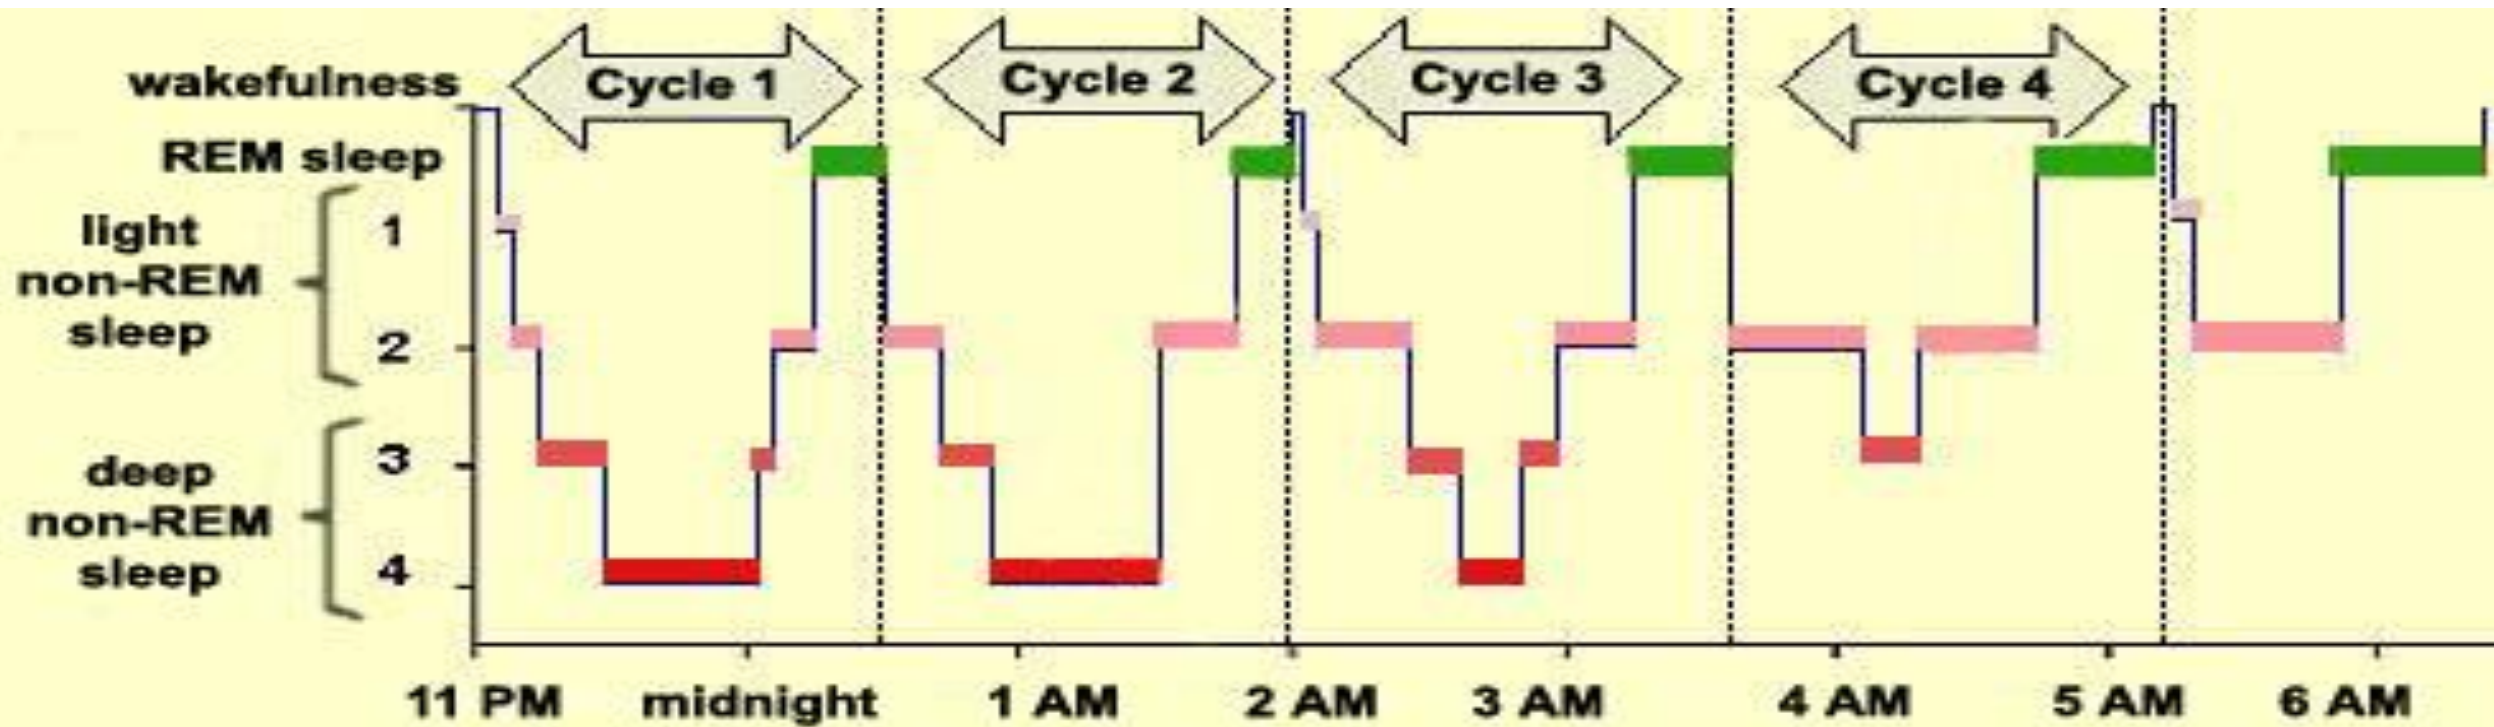 Cycle 1 Cycle 2 Cycle 3 Cycle 4
wakefulness
REM sleep
light
non-REM
sleep
1
2
deep
non-REM
sleep
3
4
11 PM midnight 1 AM 2 AM 3 AM 4 AM 5 AM 6 AM